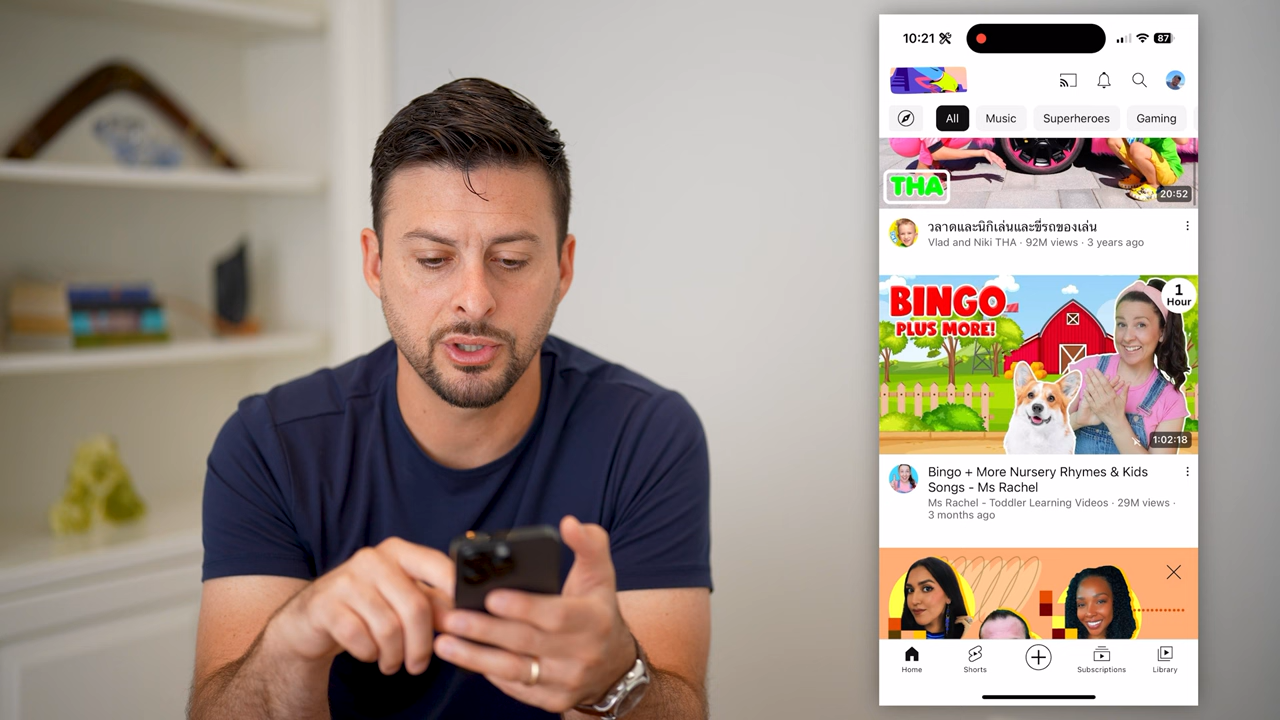 10:21
87
All
Music
Superheroes
Gaming
THA
20:52
วลาดและนิกิเล่นและขี่รถของเล่น
Vlad and Niki THA · 92M views · 3 years ago
BINGO
PLUS MORE!
1
Hour
1:02:18
Bingo + More Nursery Rhymes & Kids
Songs - Ms Rachel
Ms Rachel - Toddler Learning Videos · 29M views ·
3 months ago
Home
Shorts
Subscriptions
Library